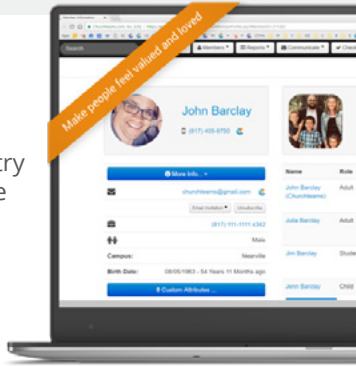 Make people feel valued and loved
Search
Members
Reports
Communicate
Check
John Barclay
(817) 405-9750
try
e
More Info...
churchteams@gmail.com
Email Invitation
Unsubscribe
(817) 111-1111 x342
Male
Campus: Nearville
Birth Date: 08/05/1963 - 54 Years 11 Months ago
Custom Attributes ...
Name Role
John Barclay Adult
(Churchteams)
Julie Barclay Adult
Jim Barclay Stude
Jenn Barclay Child